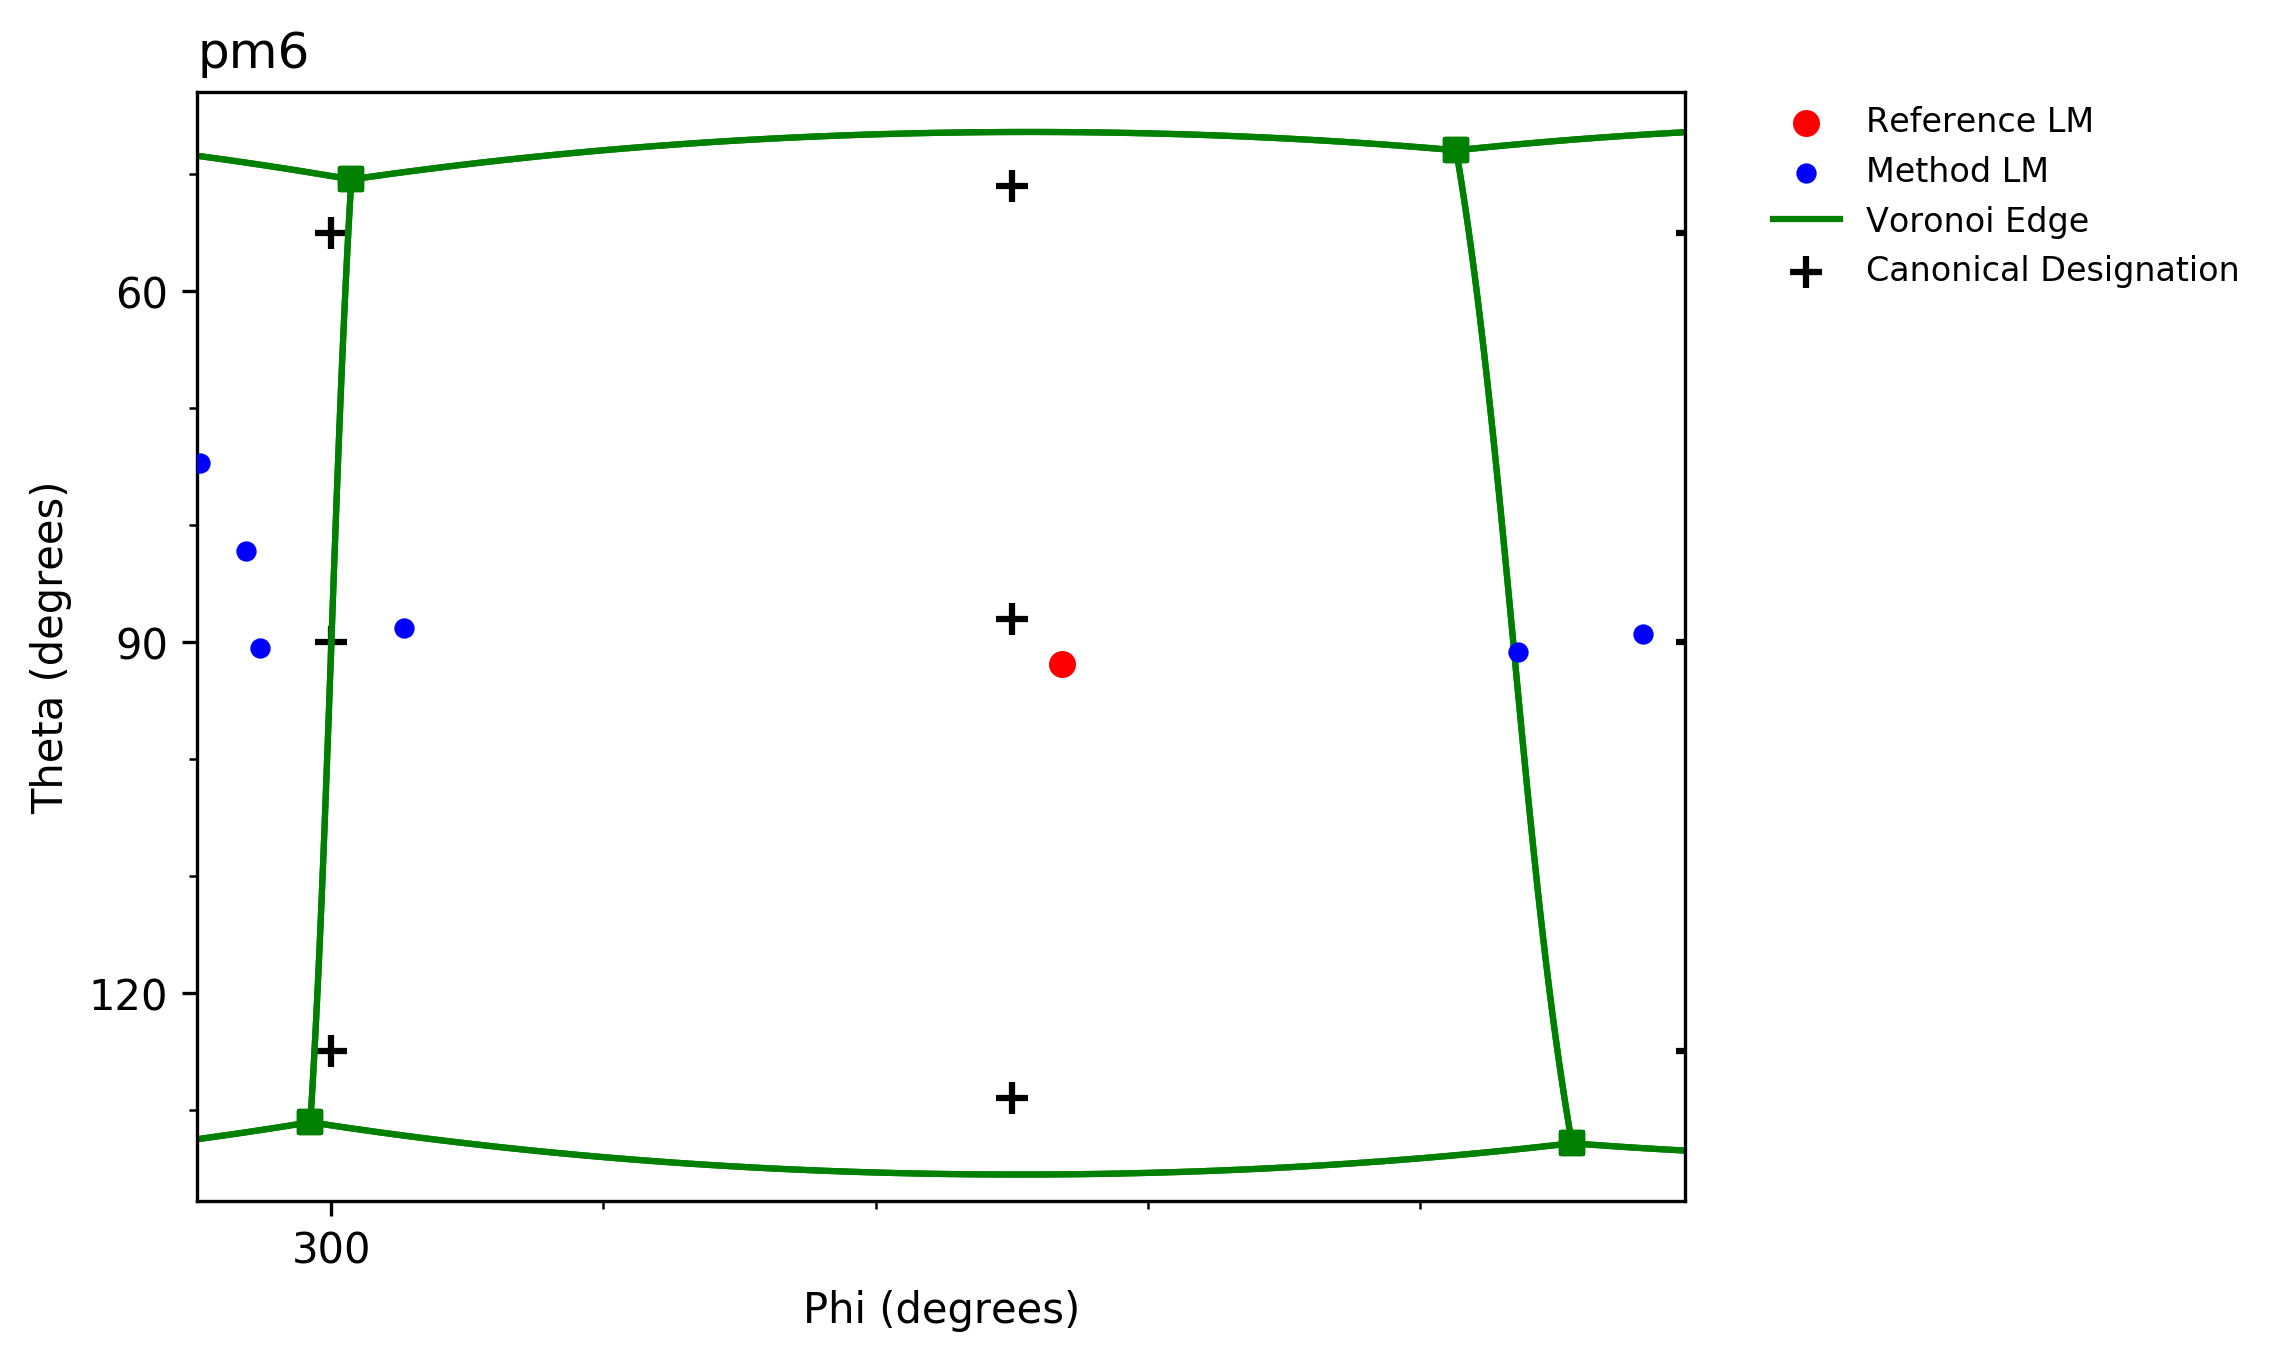 pm6
Reference LM
Method LM
Voronoi Edge
Canonical Designation
60
90
120
Theta (degrees)
300
Phi (degrees)